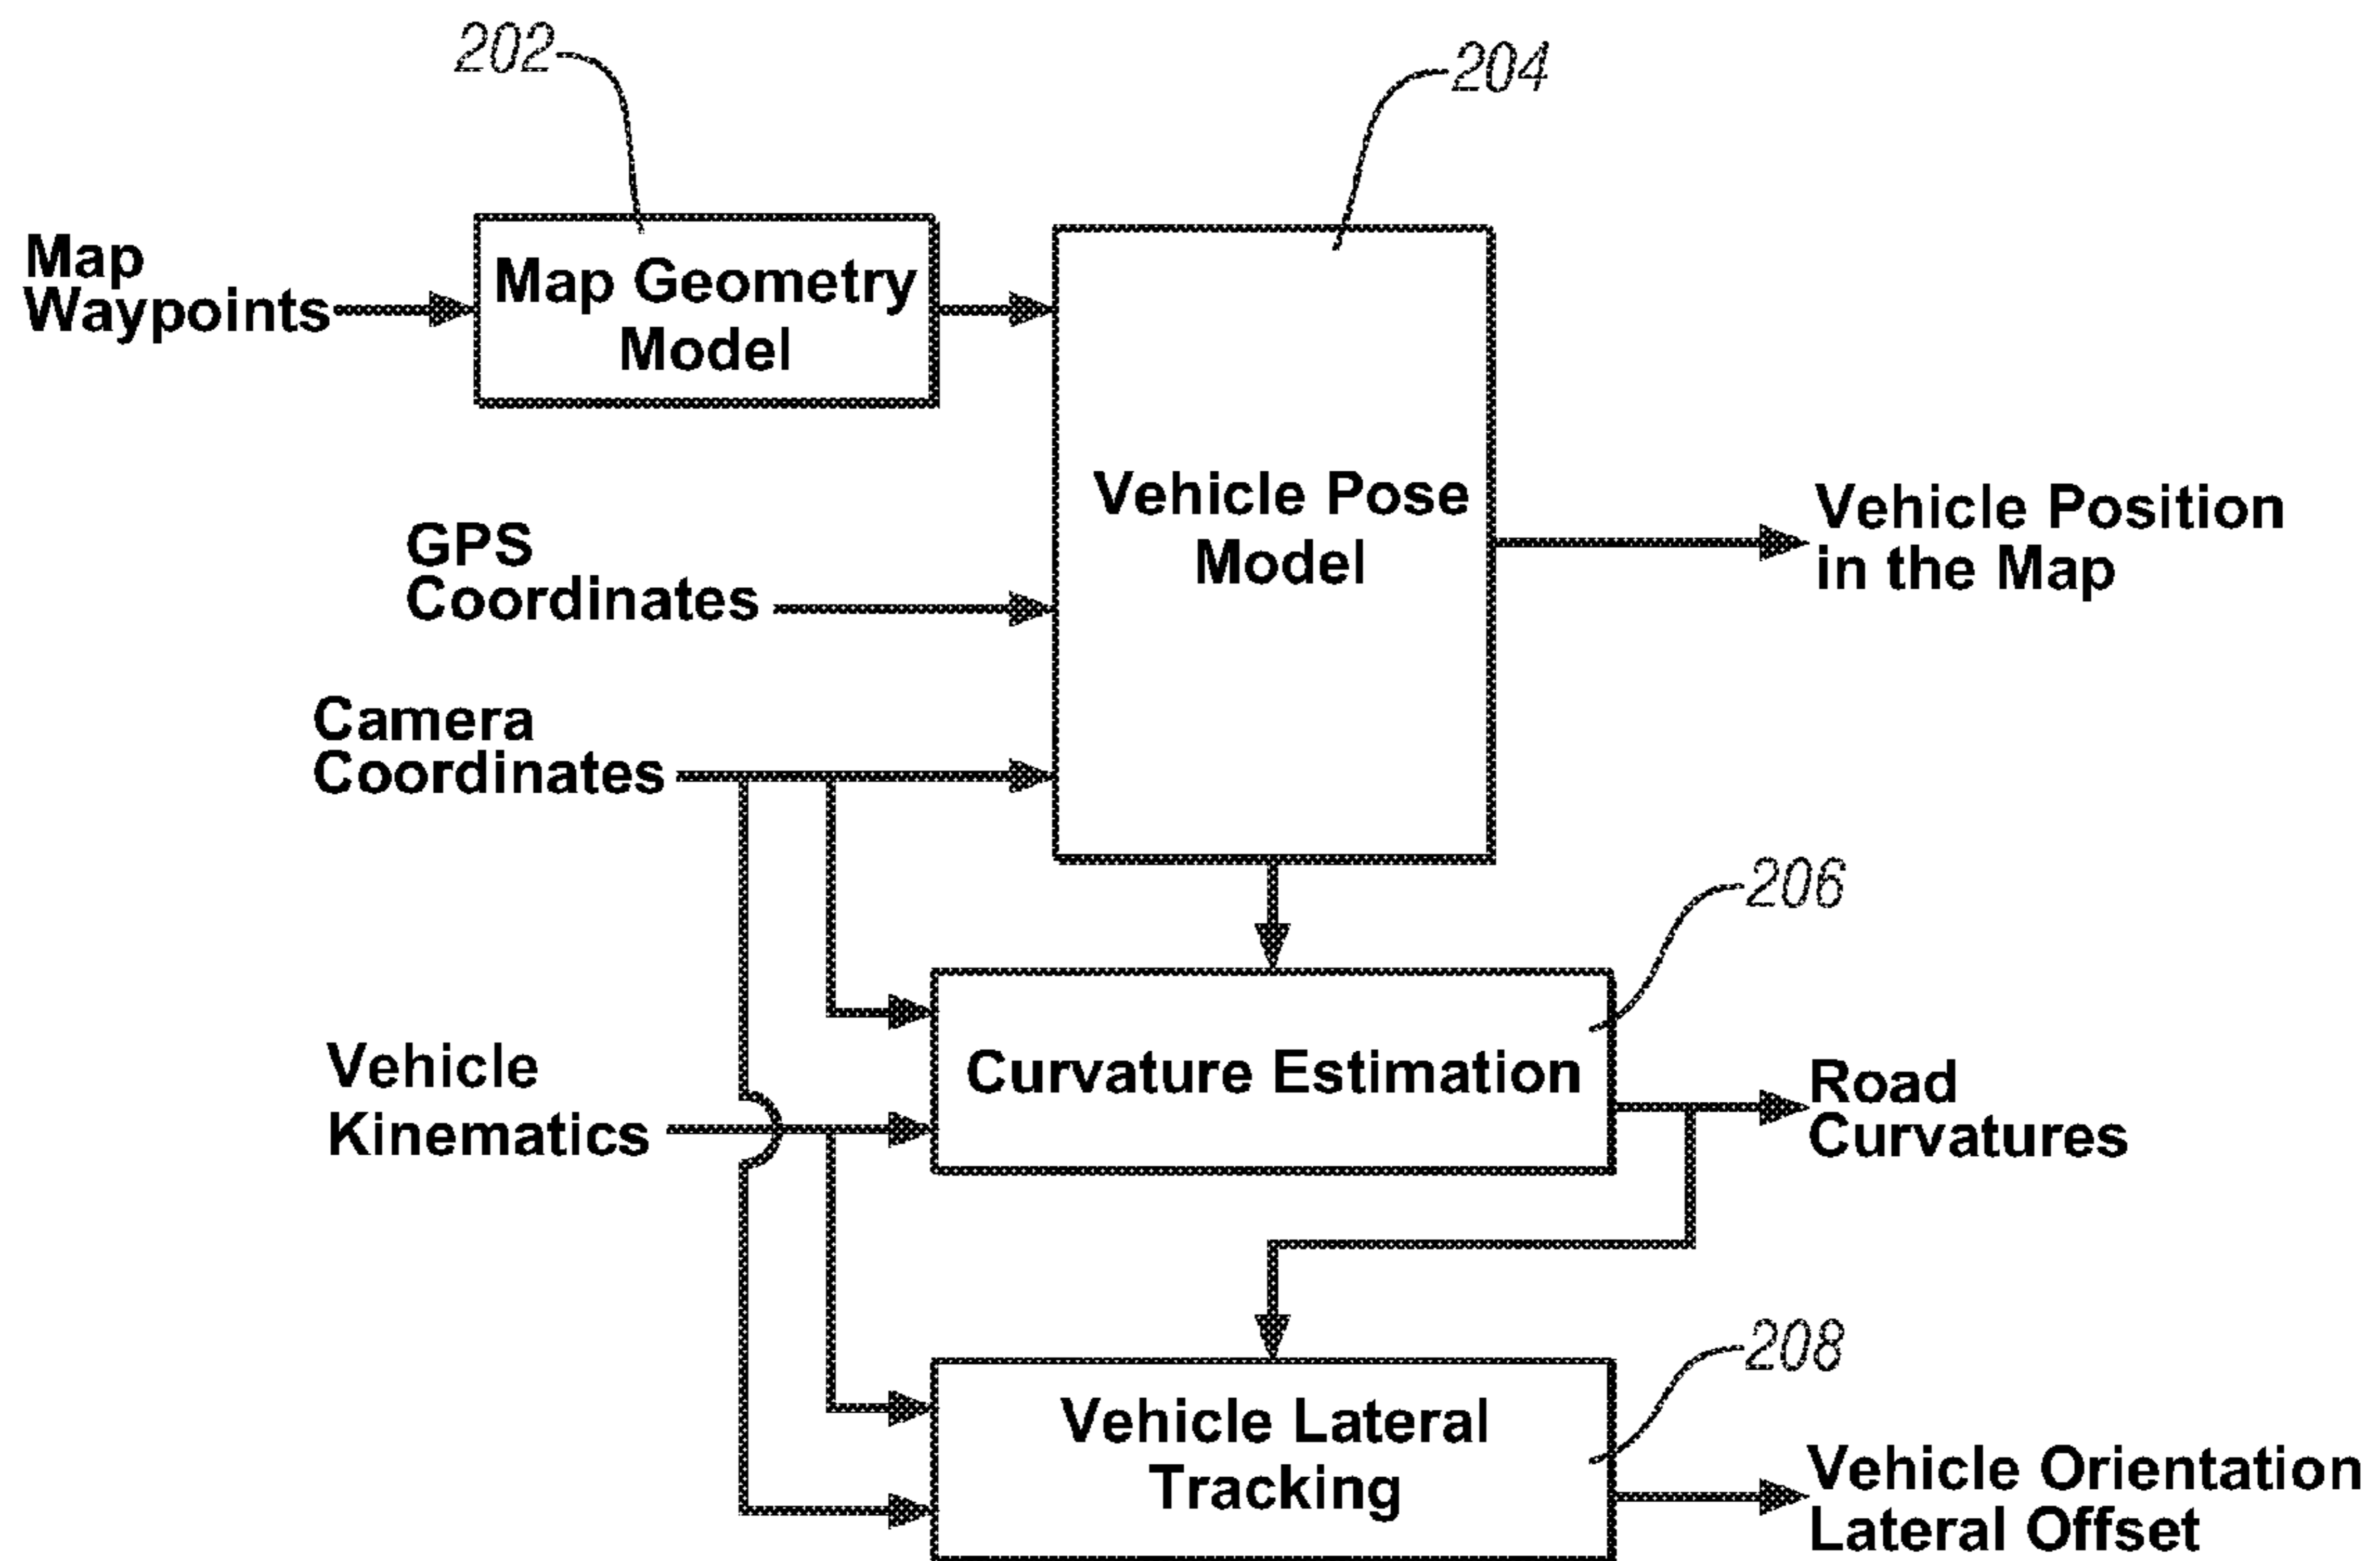 202
204
Map
Waypoints
Map Geometry
Model
Vehicle Pose
Model
Vehicle Position
in the Map
GPS
Coordinates
Camera
Coordinates
206
Vehicle
Kinematics
Curvature Estimation
Road
Curvatures
208
Vehicle Lateral
Tracking
Vehicle Orientation
Lateral Offset